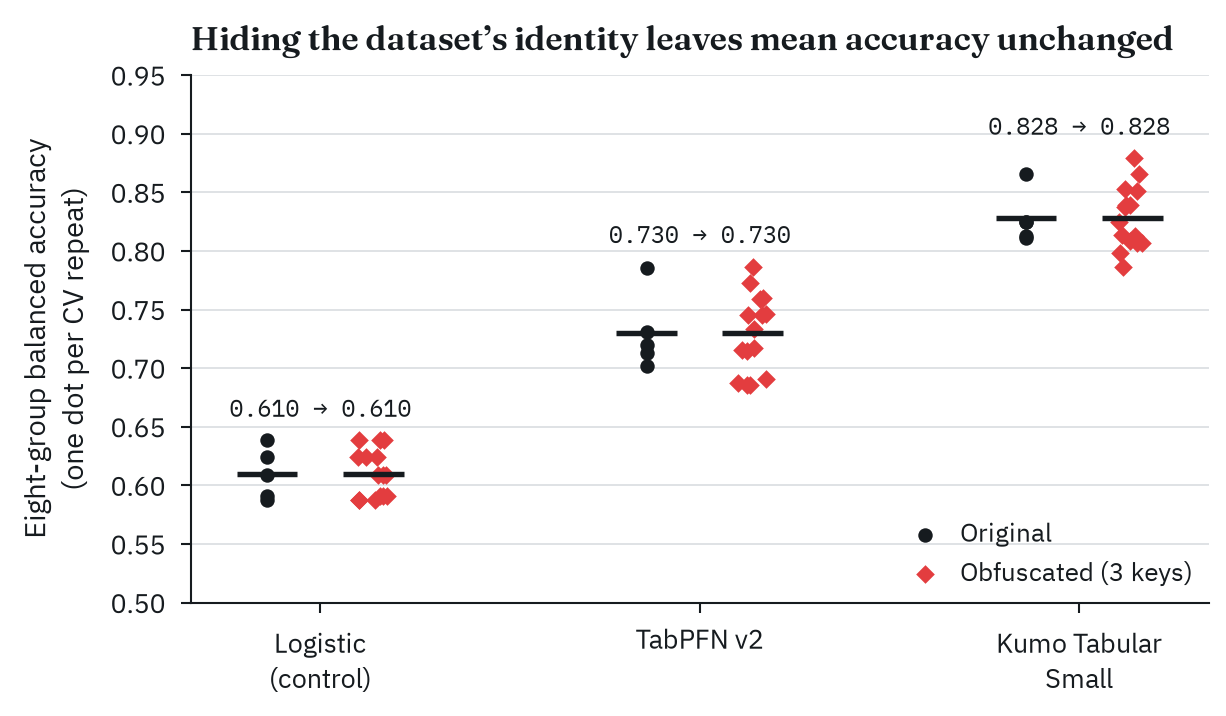 Hiding the dataset’s identity leaves mean accuracy unchanged
Eight-group balanced accuracy
(one dot per CV repeat)
0.95
0.90
0.85
0.80
0.75
0.70
0.65
0.60
0.55
0.50
0.610 → 0.610
0.730 → 0.730
0.828 → 0.828
Original
Obfuscated (3 keys)
Logistic
(control)
TabPFN v2
Kumo Tabular
Small